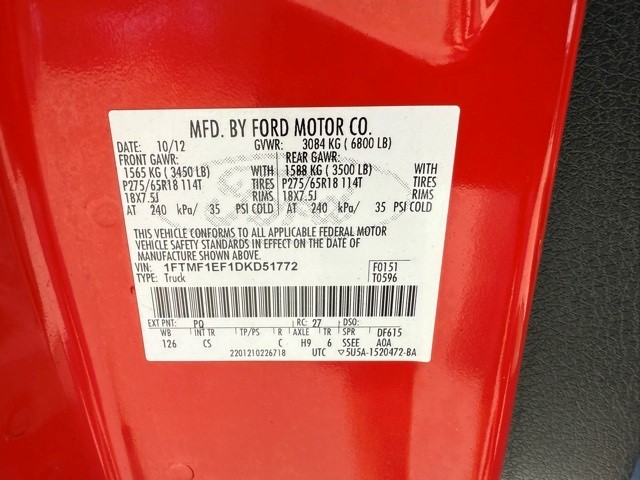 MFD. BY FORD MOTOR CO.
DATE: 10/12 GVWR: 3084 KG ( 6800 LB)
FRONT GAWR: REAR GAWR:
1565 KG ( 3450 LB) WITH 1588 KG ( 3500 LB) WITH
P275/65R18 114T TIRES P275/65R18 114T TIRES
18X7.5J RIMS 18X7.5J RIMS
AT 240 kPa/ 35 PSI COLD AT 240 kPa/ 35 PSI COLD
THIS VEHICLE CONFORMS TO ALL APPLICABLE FEDERAL MOTOR
VEHICLE SAFETY STANDARDS IN EFFECT ON THE DATE OF
MANUFACTURE SHOWN ABOVE.
VIN: 1FTMF1EF1DKD51772 F0151
TYPE: Truck T0596
EXT PNT: PQ RC: 27 DSO:
WB INT TR TP/PS R AXLE TR SPR DF615
126 CS C H9 6 SSEE AOA
2201210226718 UTC ▽5U5A-1520472-BA